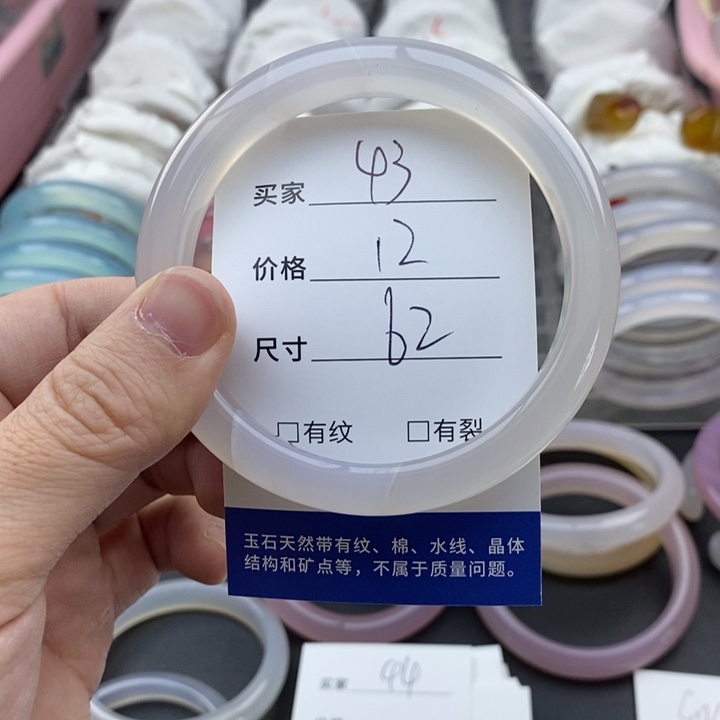 买家 43
价格 12
尺寸 62
□有纹 □有裂
玉石天然带有纹、棉、水线、晶体
结构和矿点等，不属于质量问题。
买家 44